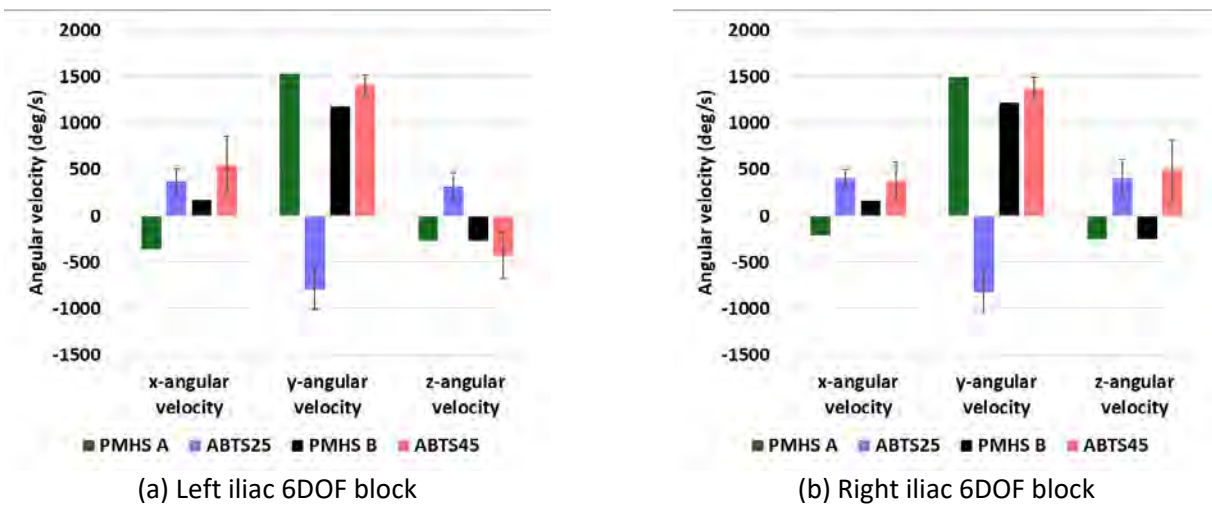 2000
1500
1000
500
0
-500
-1000
-1500
Angular velocity (deg/s)
x-angular velocity
y-angular velocity
z-angular velocity
PMHS A ABTS25 PMHS B ABTS45
(a) Left iliac 6DOF block
2000
1500
1000
500
0
-500
-1000
-1500
Angular velocity (deg/s)
x-angular velocity
y-angular velocity
z-angular velocity
PMHS A ABTS25 PMHS B ABTS45
(b) Right iliac 6DOF block